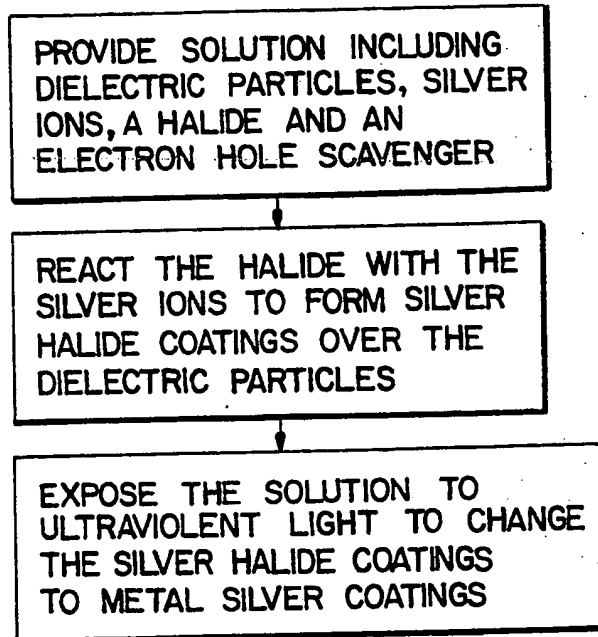 PROVIDE SOLUTION INCLUDING
DIELECTRIC PARTICLES, SILVER
IONS, A HALIDE AND AN
ELECTRON HOLE SCAVENGER
REACT THE HALIDE WITH THE
SILVER IONS TO FORM SILVER
HALIDE COATINGS OVER THE
DIELECTRIC PARTICLES
EXPOSE THE SOLUTION TO
ULTRAVIOLENT LIGHT TO CHANGE
THE SILVER HALIDE COATINGS
TO METAL SILVER COATINGS